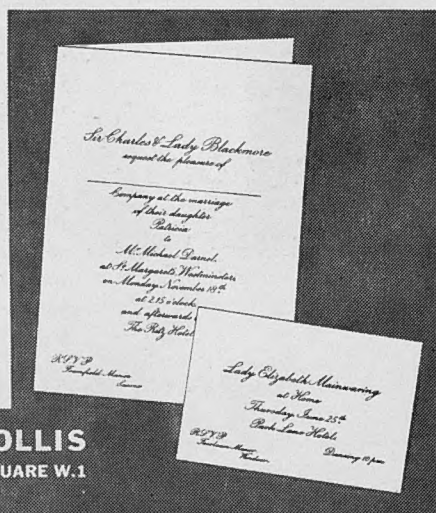 Sir Charles & Lady Blackmore
request the pleasure of
Company at the marriage
of their daughter
Patricia
to
Mr. Michael Darnol.
at St. Margaret's, Westminster
on Monday, November 18th
at 2.15 o'clock
and afterwards
The Ritz Hotel
R.S.V.P.
Manor
Lady Elizabeth Mainwaring
at Home
Thursday, June 25th
Park Lane Hotel.
R.S.V.P.
Dancing 10 p.m.
OLLIS
UARE W.1